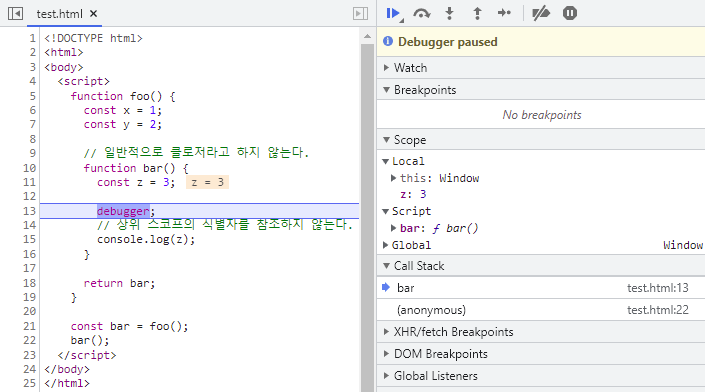 test.html ×
1 <!DOCTYPE html>
2 <html>
3 <body>
4 <script>
5 function foo() {
6 const x = 1;
7 const y = 2;
8
9 // 일반적으로 클로저라고 하지 않는다.
10 function bar() {
11 const z = 3; z = 3
12
13 debugger;
14 // 상위 스코프의 식별자를 참조하지 않는다.
15 console.log(z);
16 }
17
18 return bar;
19 }
20
21 const bar = foo();
22 bar();
23 </script>
24 </body>
25 </html>
Debugger paused
Watch
Breakpoints
No breakpoints
Scope
Local
this: Window
z: 3
Script
bar: ƒ bar()
Global Window
Call Stack
bar test.html:13
(anonymous) test.html:22
XHR/fetch Breakpoints
DOM Breakpoints
Global Listeners